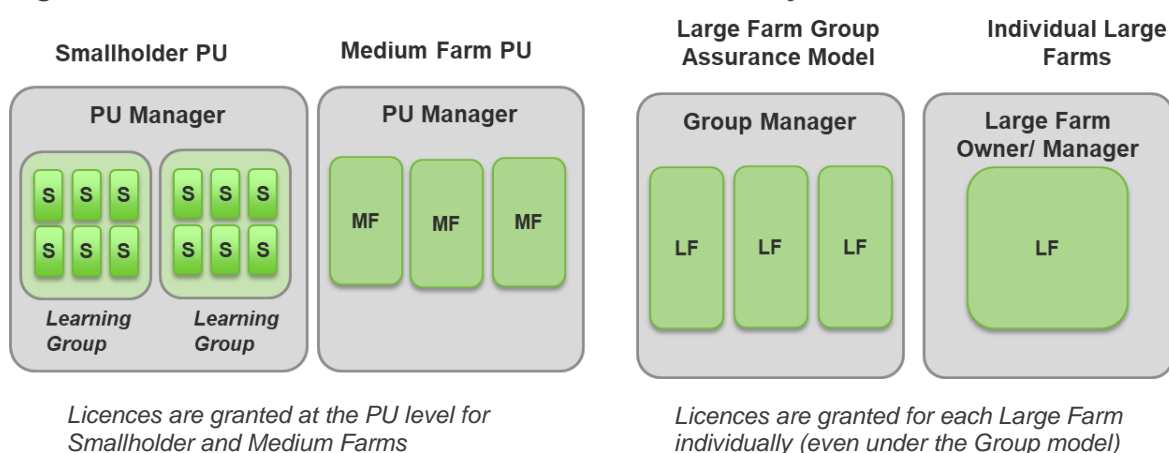 Smallholder PU
PU Manager
S S S S S S
S S S S S S
Learning
Group
Learning
Group
Medium Farm PU
PU Manager
MF MF MF
Licences are granted at the PU level for
Smallholder and Medium Farms
Large Farm Group
Assurance Model
Group Manager
LF LF LF
Individual Large
Farms
Large Farm
Owner/ Manager
LF
Licences are granted for each Large Farm
individually (even under the Group model)